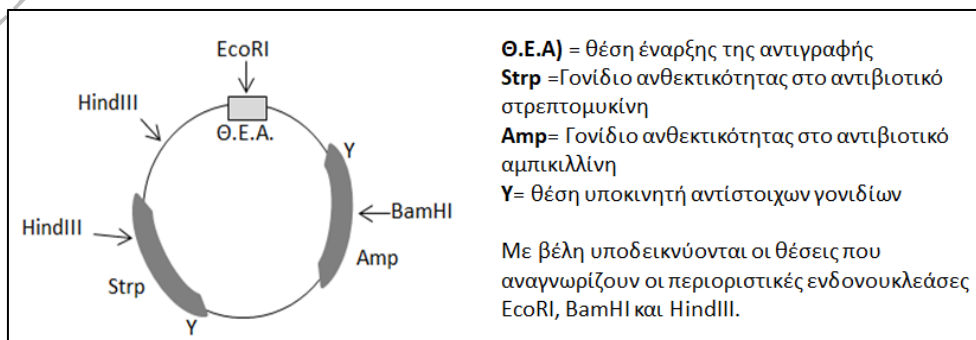 EcoRI
HindIII
Θ.Ε.Α.
Υ
HindIII
BamHI
Amp
Strp
Υ
Θ.Ε.Α) = θέση έναρξης της αντιγραφής
Strp =Γονίδιο ανθεκτικότητας στο αντιβιοτικό
στρεπτομυκίνη
Amp= Γονίδιο ανθεκτικότητας στο αντιβιοτικό
αμπικιλλίνη
Υ= θέση υποκινητή αντίστοιχων γονιδίων
Με βέλη υποδεικνύονται οι θέσεις που
αναγνωρίζουν οι περιοριστικές ενδονουκλεάσες
EcoRI, BamHI και HindIII.